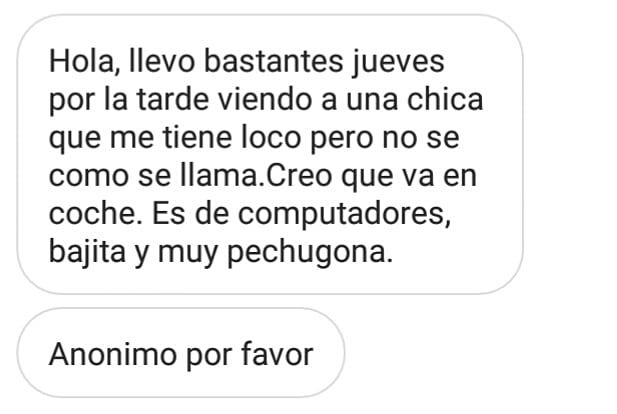 Hola, llevo bastantes jueves
por la tarde viendo a una chica
que me tiene loco pero no se
como se llama.Creo que va en
coche. Es de computadores,
bajita y muy pechugona.
Anonimo por favor